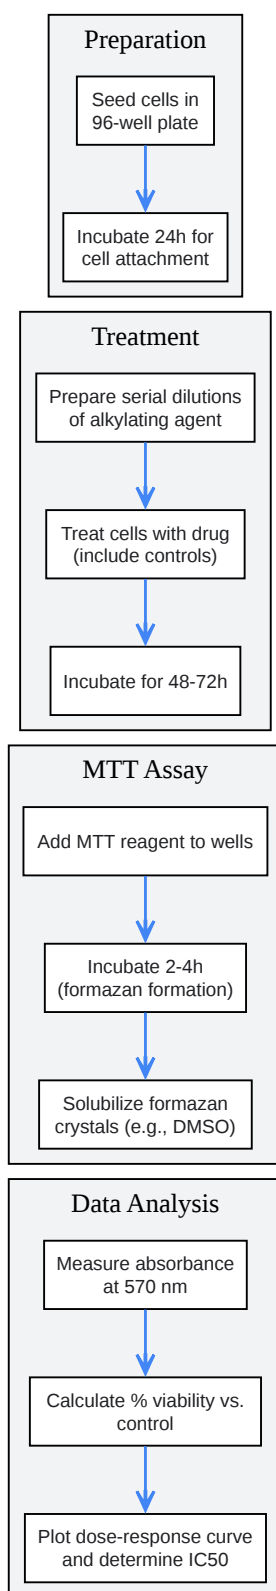 Preparation
Seed cells in
96-well plate
Incubate 24h for
cell attachment
Treatment
Prepare serial dilutions
of alkylating agent
Treat cells with drug
(include controls)
Incubate for 48-72h
MTT Assay
Add MTT reagent to wells
Incubate 2-4h
(formazan formation)
Solubilize formazan
crystals (e.g., DMSO)
Data Analysis
Measure absorbance
at 570 nm
Calculate % viability vs.
control
Plot dose-response curve
and determine IC50